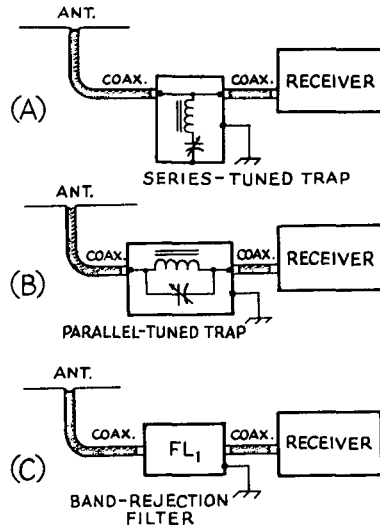 ANT.
COAX.
COAX.
RECEIVER
(A)
SERIES-TUNED TRAP
ANT.
COAX.
COAX.
RECEIVER
(B)
PARALLEL-TUNED TRAP
ANT.
COAX.
FL1
COAX.
RECEIVER
(C)
BAND-REJECTION
FILTER